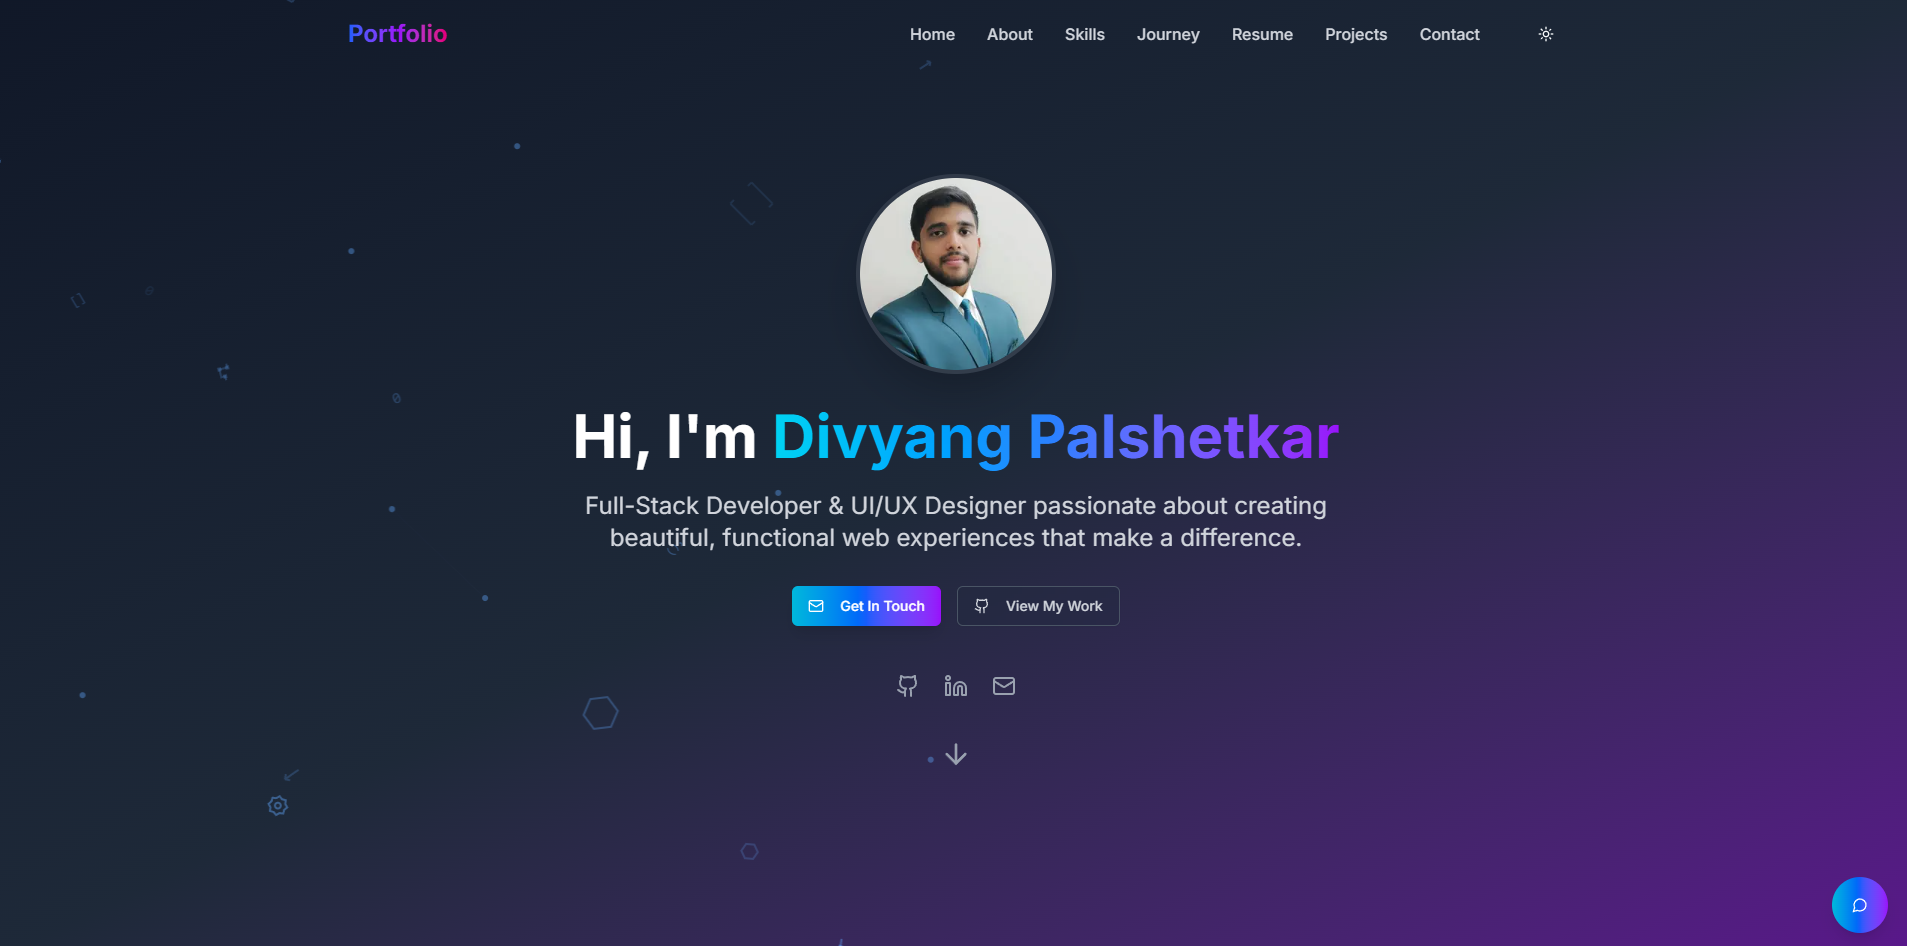 Portfolio
Home About Skills Journey Resume Projects Contact
Hi, I'm Divyang Palshetkar
Full-Stack Developer & UI/UX Designer passionate about creating
beautiful, functional web experiences that make a difference.
Get In Touch
View My Work